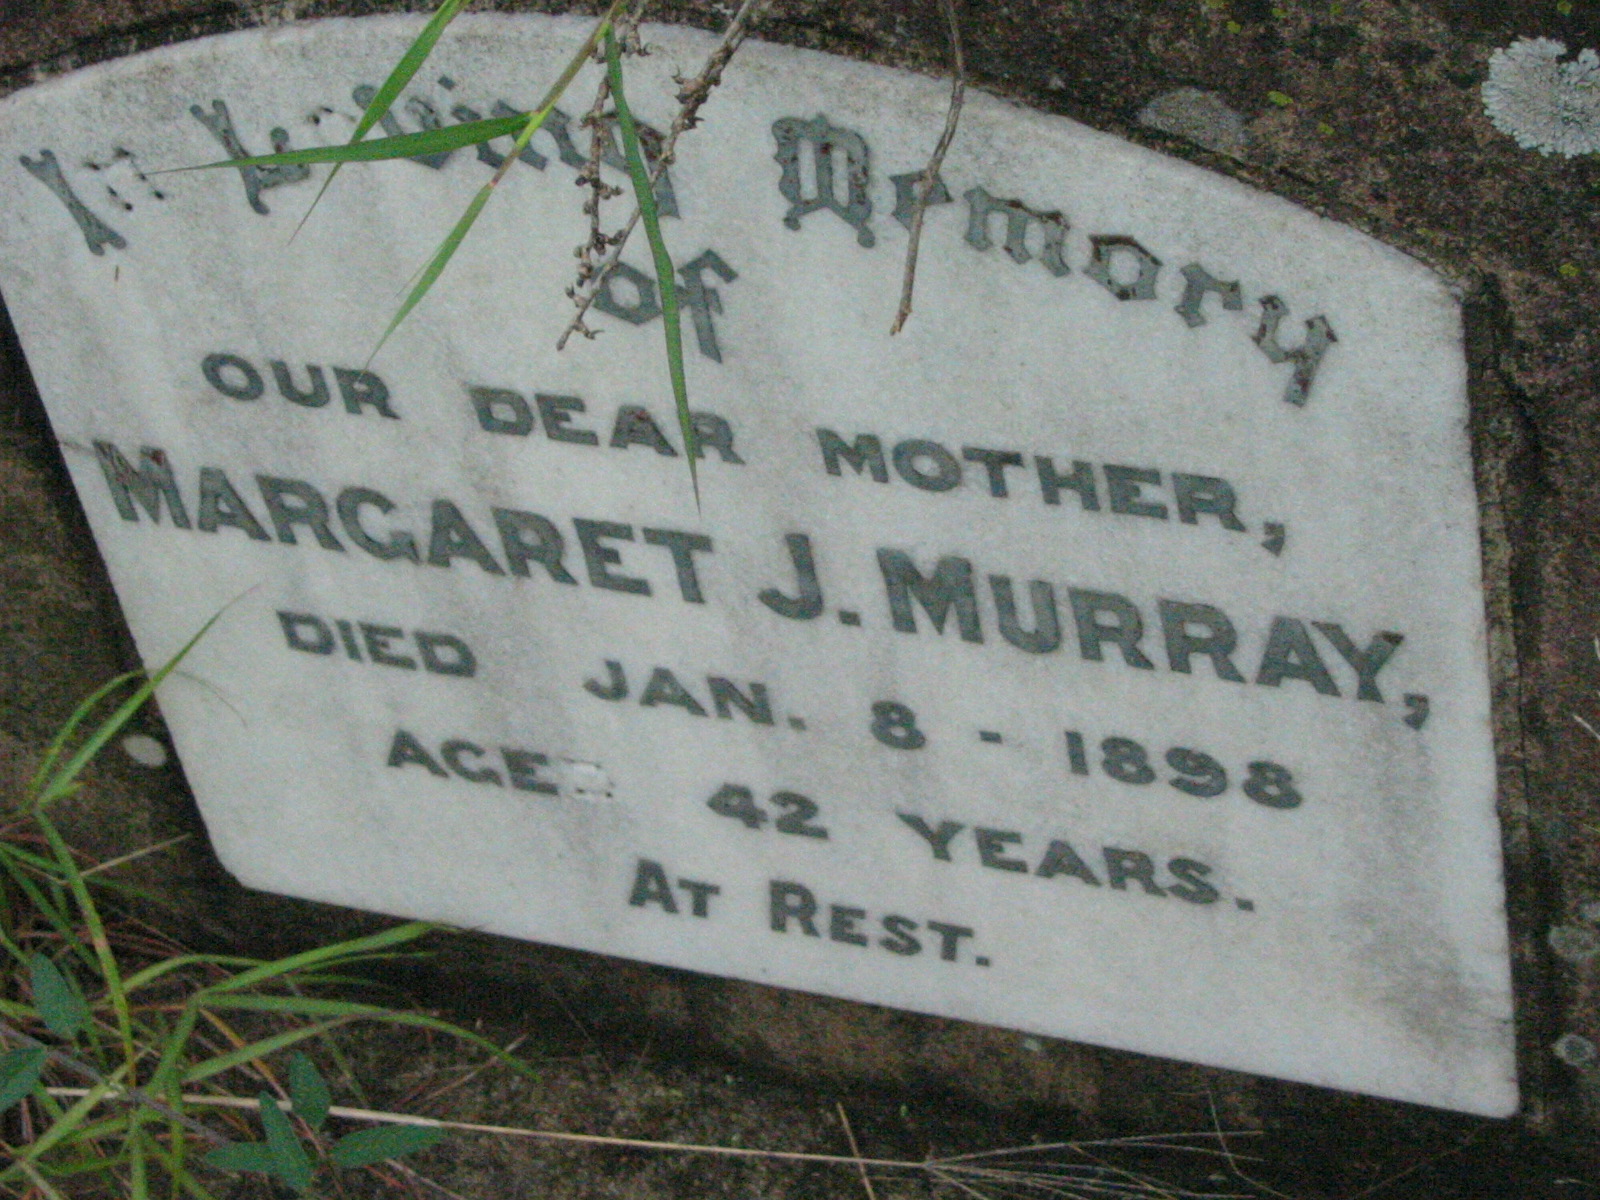 In Loving Memory
of
OUR DEAR MOTHER,
MARGARET J. MURRAY,
DIED JAN. 8 - 1898
AGED 42 YEARS.
AT REST.